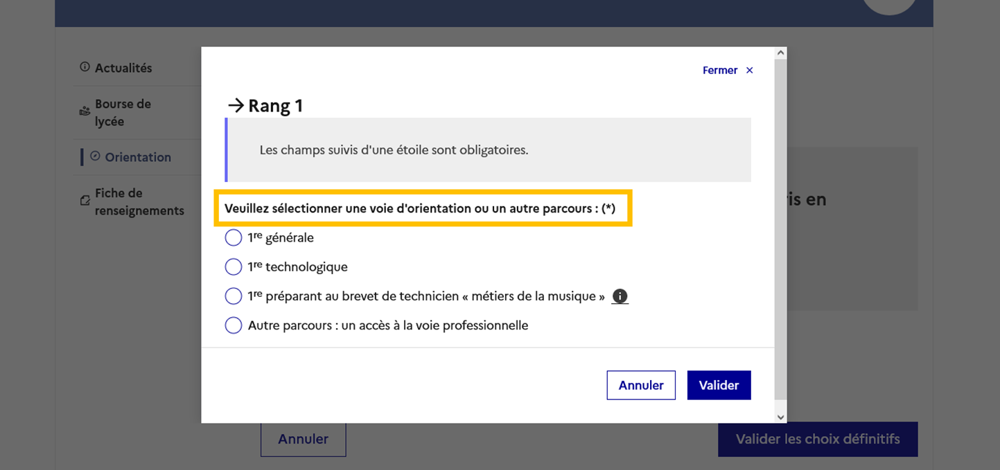 Actualités
Bourse de
lycée
Orientation
Fiche de
renseignements
Fermer ×
→ Rang 1
Les champs suivis d'une étoile sont obligatoires.
Veuillez sélectionner une voie d'orientation ou un autre parcours : (*)
1re générale
1re technologique
1re préparant au brevet de technicien « métiers de la musique »
Autre parcours : un accès à la voie professionnelle
Annuler
Valider
en
Annuler
Valider les choix définitifs